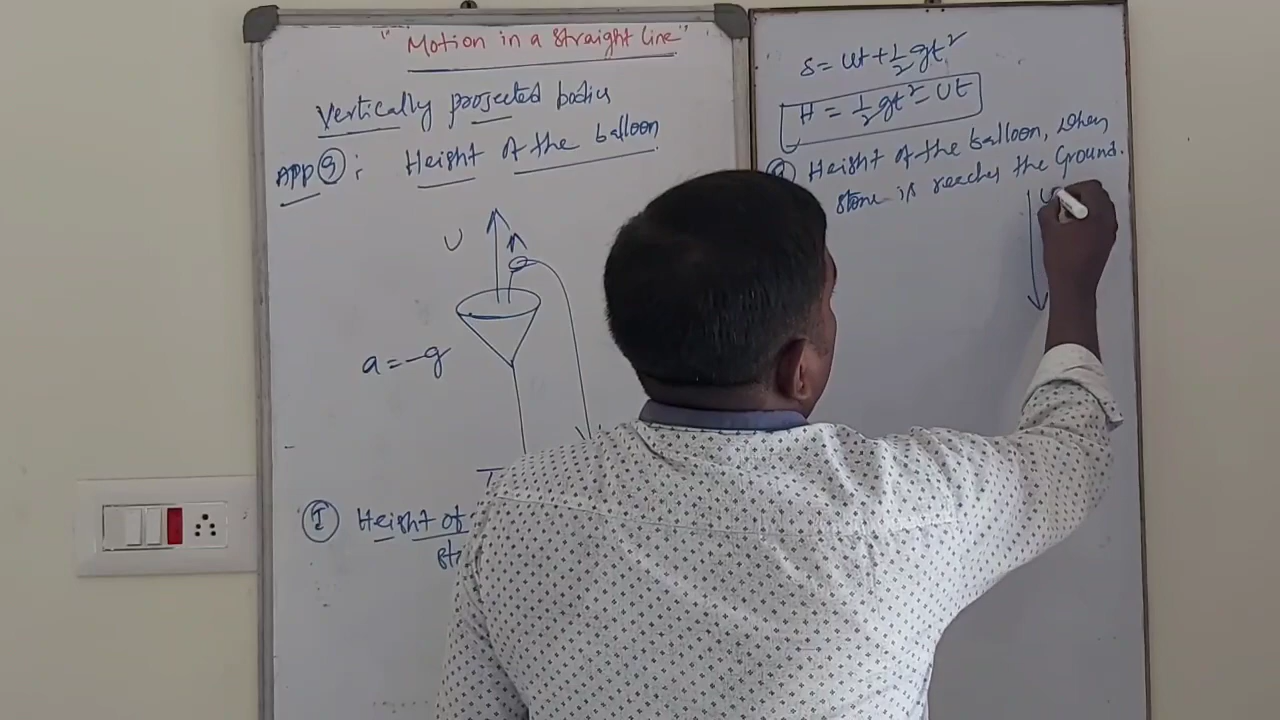 "Motion in a Straight Line"
Vertically projected bodies
APP 9 : Height of the balloon
U
a = -g
I Height of
S = ut + 1/2 gt²
H = 1/2 gt² - Ut
Height of the balloon, when
stone is reaches the Ground.